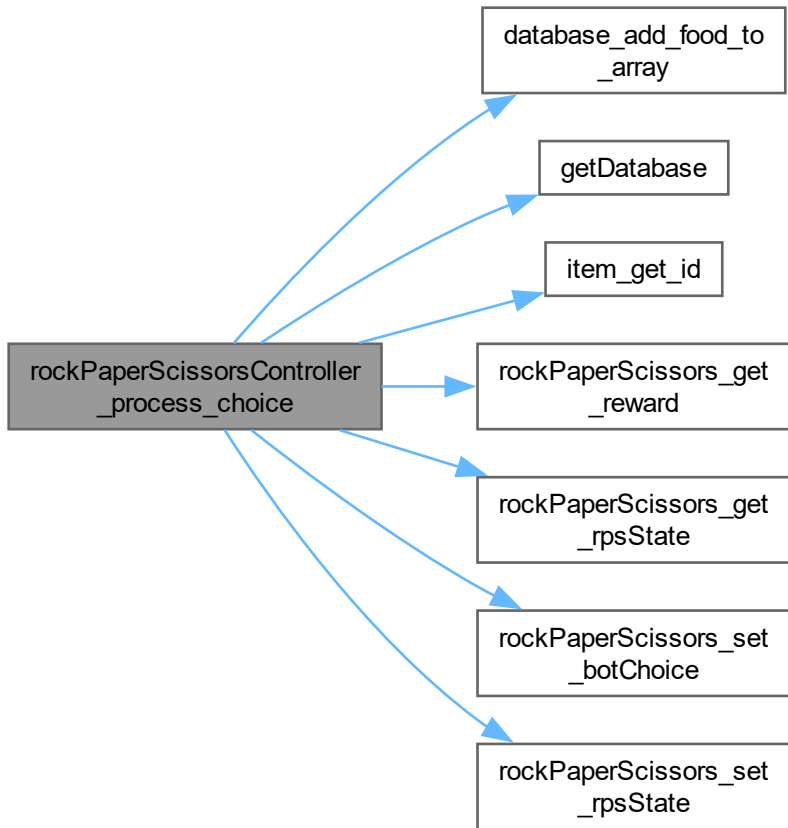 database_add_food_to
_array
getDatabase
item_get_id
rockPaperScissorsController
_process_choice
rockPaperScissors_get
_reward
rockPaperScissors_get
_rpsState
rockPaperScissors_set
_botChoice
rockPaperScissors_set
_rpsState